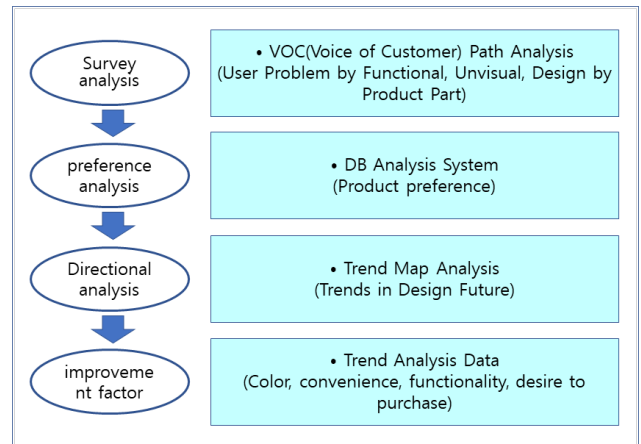 Survey
analysis
• VOC(Voice of Customer) Path Analysis
(User Problem by Functional, Unvisual, Design by
Product Part)
preference
analysis
• DB Analysis System
(Product preference)
Directional
analysis
• Trend Map Analysis
(Trends in Design Future)
improveme
nt factor
• Trend Analysis Data
(Color, convenience, functionality, desire to
purchase)